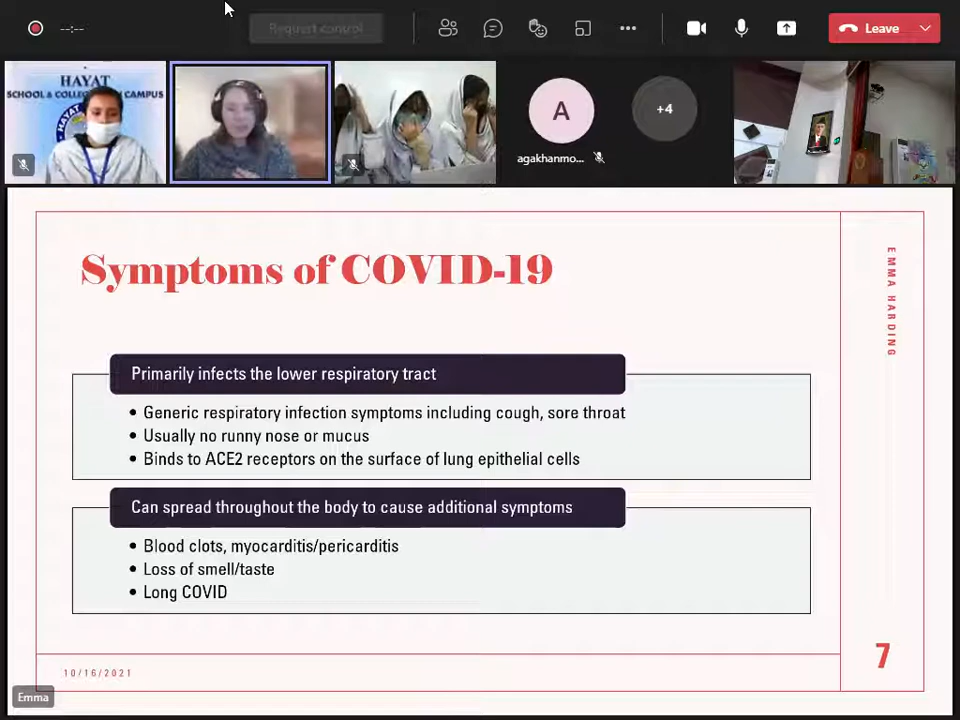 --:--
Request control
Leave
HAYAT
SCHOOL & COLLEGE
CAMPUS
A
agakhanmo...
+4
Symptoms of COVID-19
EMMA HARDING
Primarily infects the lower respiratory tract
• Generic respiratory infection symptoms including cough, sore throat
• Usually no runny nose or mucus
• Binds to ACE2 receptors on the surface of lung epithelial cells
Can spread throughout the body to cause additional symptoms
• Blood clots, myocarditis/pericarditis
• Loss of smell/taste
• Long COVID
10/16/2021
7
Emma